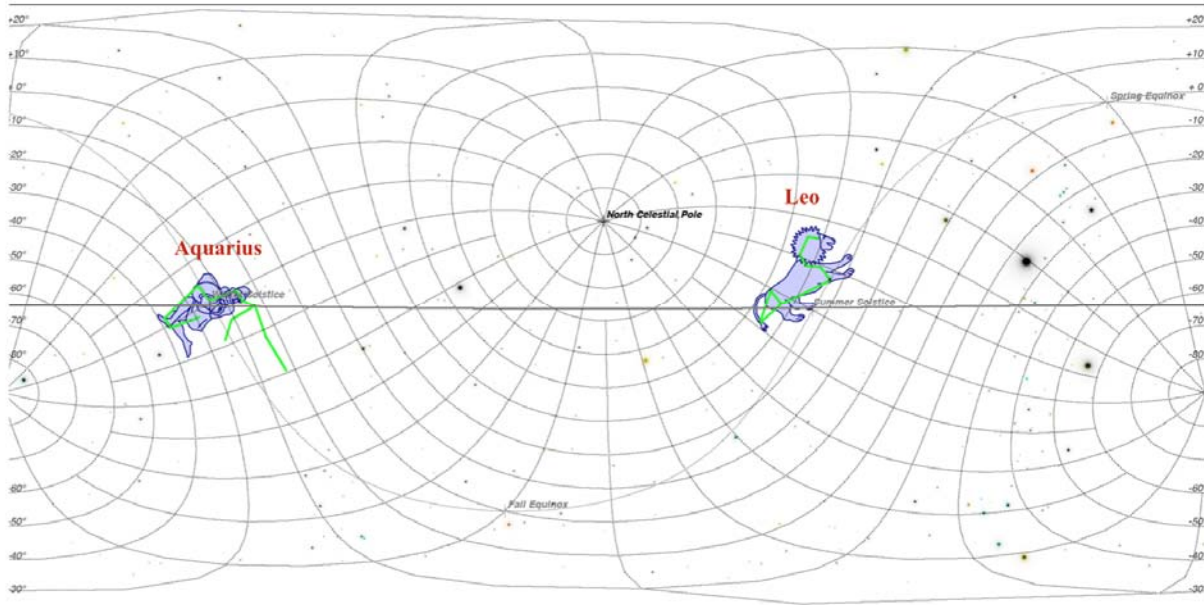 +20° +20
+10° +10
+ 0° Spring Equinox + 0
-10° -10
-20° -20
-30° -30
Leo
North Celestial Pole
-40° -40
Aquarius
-50° -50
-60° Solstice -60
Summer Solstice
-70° -70
-80° -80
-60° -60
Fall Equinox
-50° -50
-40° -40
-30° -30